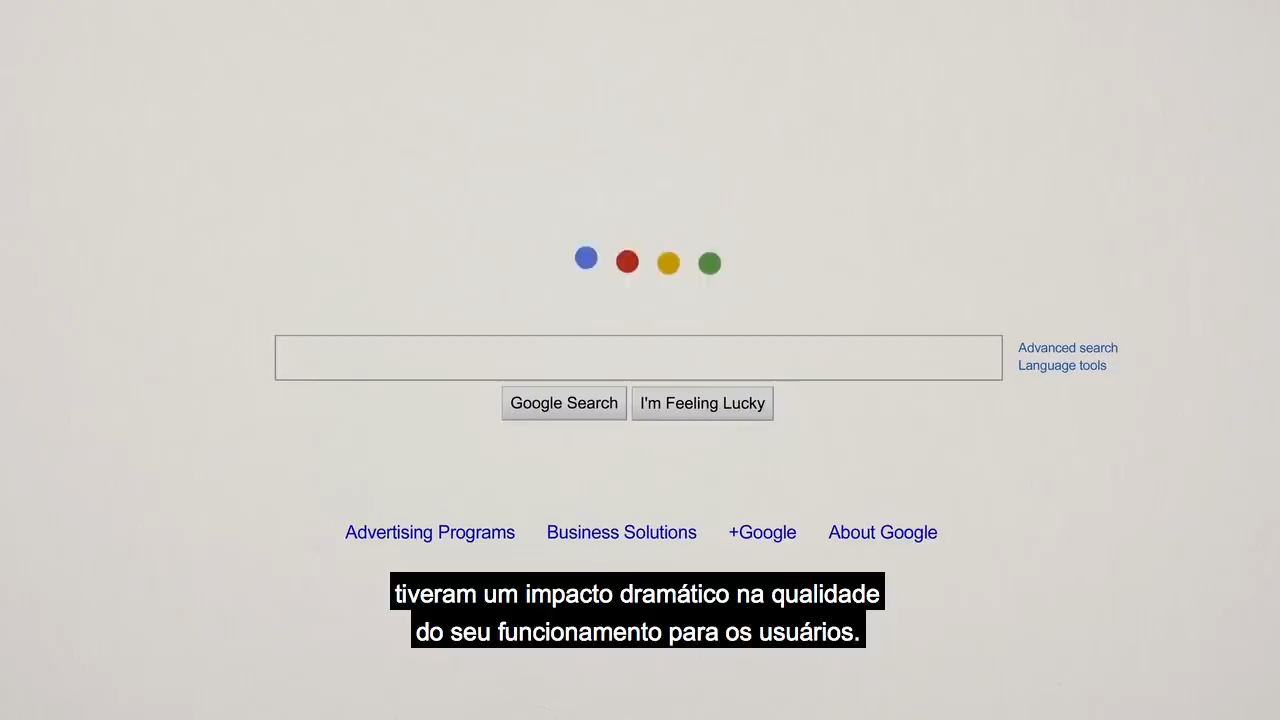 Advanced search
Language tools
Google Search
I'm Feeling Lucky
Advertising Programs
Business Solutions
+Google
About Google
tiveram um impacto dramático na qualidade
do seu funcionamento para os usuários.